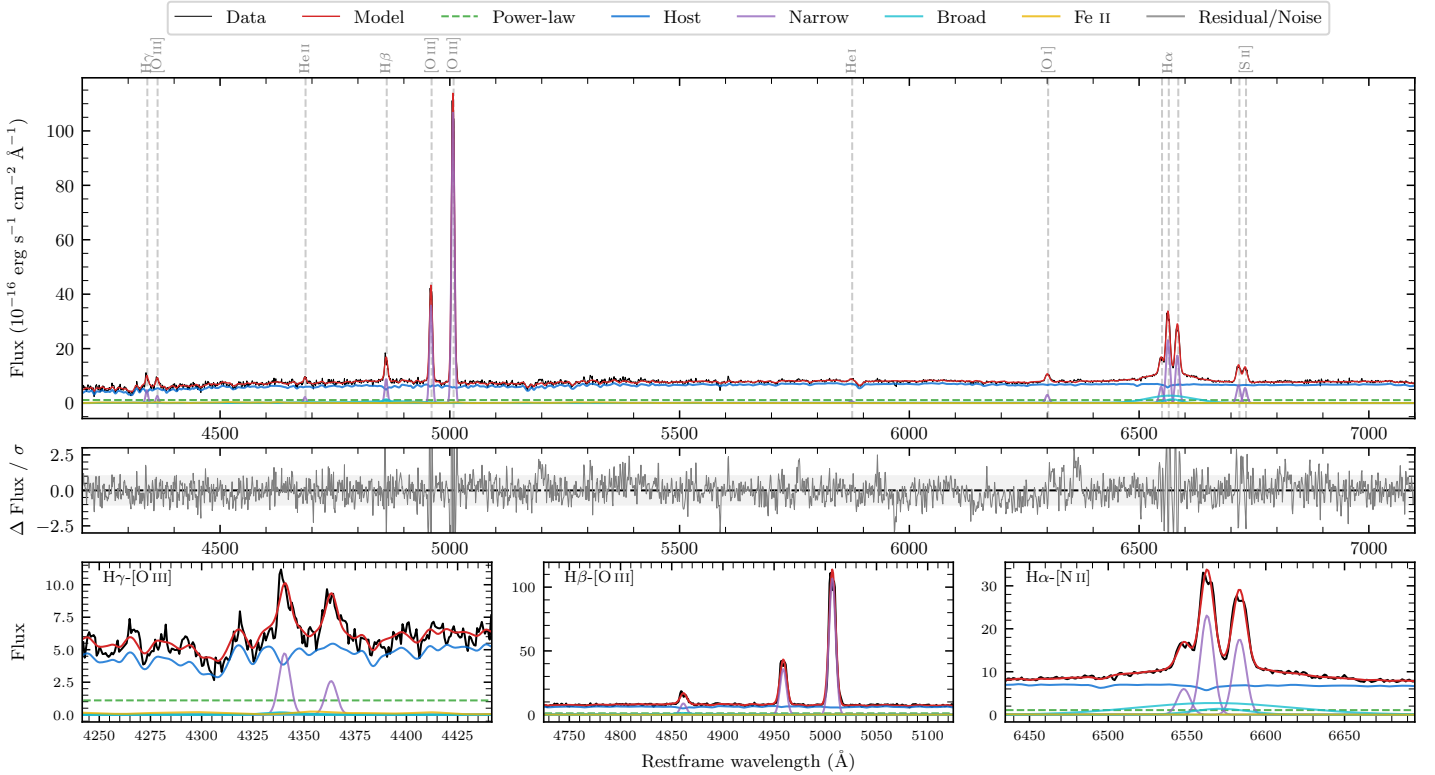 Data Model Power-law Host Narrow Broad Fe II Residual/Noise
Hγ [O III] He II Hβ [O III] [O III] He I [O I] Hα [S II]
Flux (10⁻¹⁶ erg s⁻¹ cm⁻² Å⁻¹)
100
80
60
40
20
0
4500 5000 5500 6000 6500 7000
Δ Flux / σ
2.5
0.0
−2.5
4500 5000 5500 6000 6500 7000
Flux
Hγ-[O III]
10.0
7.5
5.0
2.5
0.0
4250 4275 4300 4325 4350 4375 4400 4425
Hβ-[O III]
100
50
0
4750 4800 4850 4900 4950 5000 5050 5100
Hα-[N II]
30
20
10
0
6450 6500 6550 6600 6650
Restframe wavelength (Å)